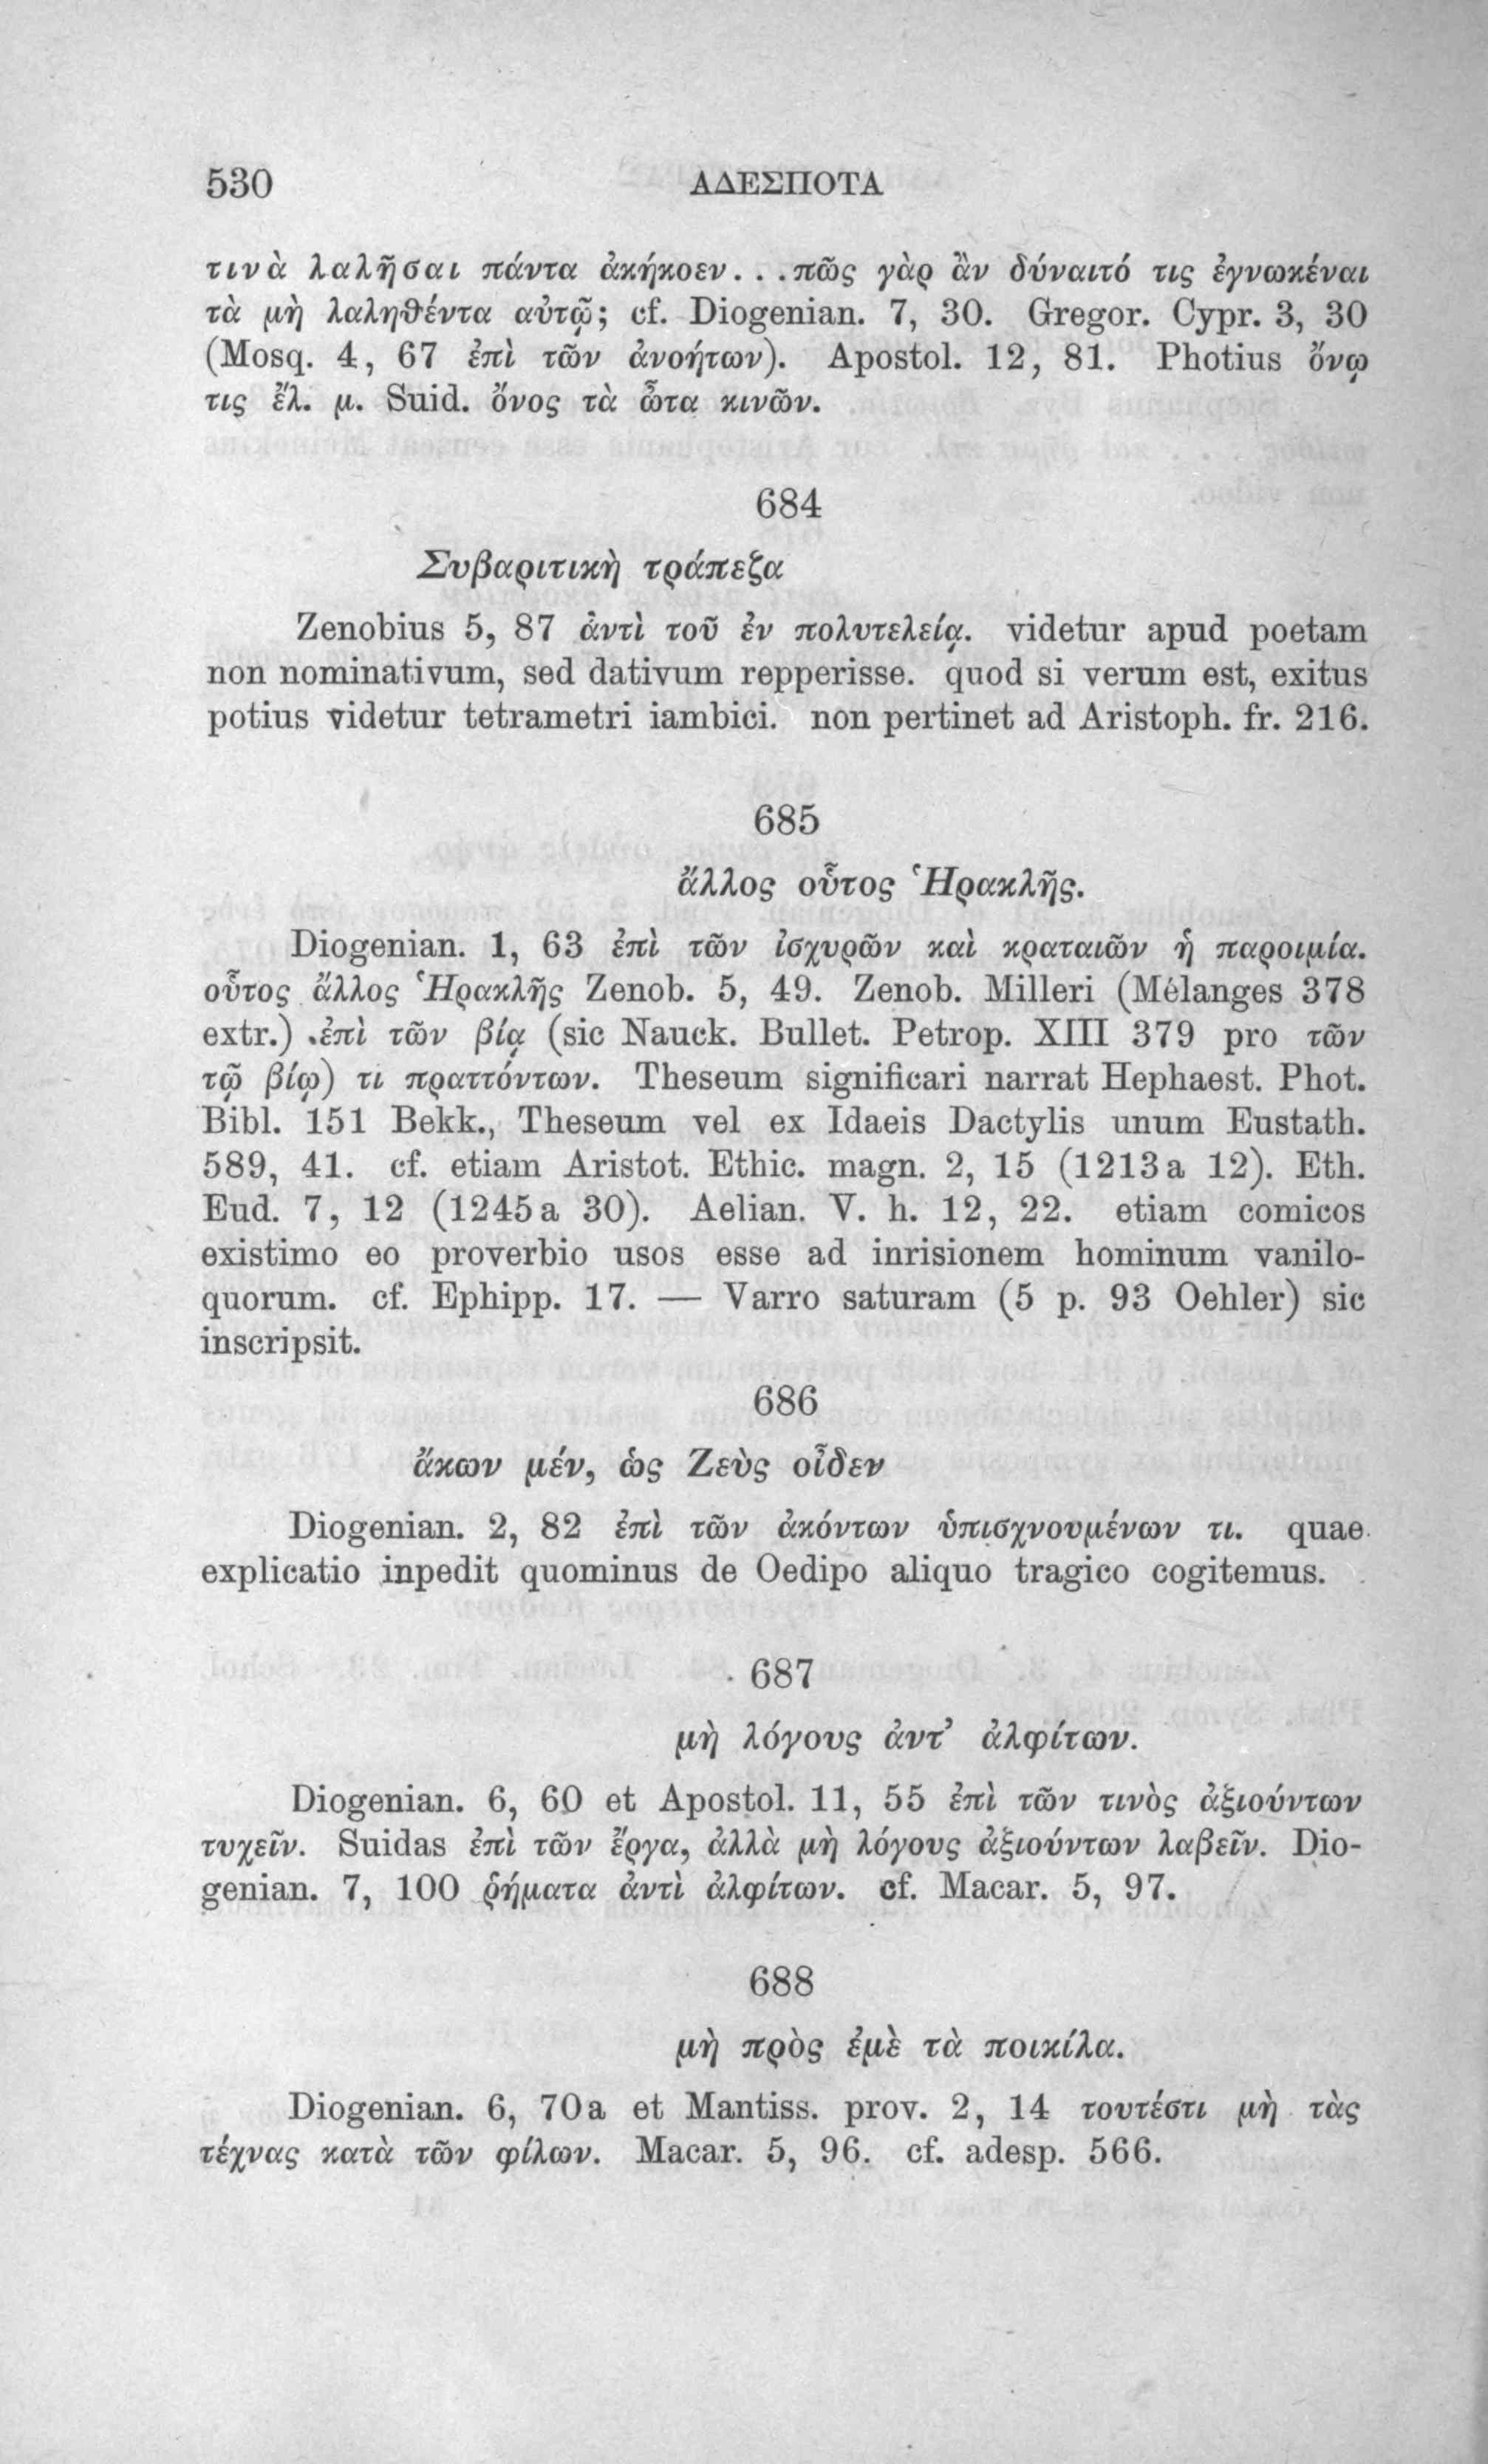 530 ΑΔΕΣΠΟΤΑ
τινὰ λαλῆσαι πάντα ἀκήκοεν. . .πῶς γὰρ ἂν δύναιτό τις ἐγνωκέναι
τὰ μὴ λαληθέντα αὐτῷ; cf. Diogenian. 7, 30. Gregor. Cypr. 3, 30
(Mosq. 4, 67 ἐπὶ τῶν ἀνοήτων). Apostol. 12, 81. Photius ὄνῳ
τις ἔλ. μ. Suid. ὄνος τὰ ὦτα κινῶν.
684
Συβαριτικὴ τράπεζα
Zenobius 5, 87 ἀντὶ τοῦ ἐν πολυτελείᾳ. videtur apud poetam
non nominativum, sed dativum repperisse. quod si verum est, exitus
potius videtur tetrametri iambici. non pertinet ad Aristoph. fr. 216.
685
ἄλλος οὗτος Ἡρακλῆς.
Diogenian. 1, 63 ἐπὶ τῶν ἰσχυρῶν καὶ κραταιῶν ἡ παροιμία.
οὗτος ἄλλος Ἡρακλῆς Zenob. 5, 49. Zenob. Milleri (Mélanges 378
extr.) ἐπὶ τῶν βίᾳ (sic Nauck. Bullet. Petrop. XIII 379 pro τῶν
τῷ βίῳ) τι πραττόντων. Theseum significari narrat Hephaest. Phot.
Bibl. 151 Bekk., Theseum vel ex Idaeis Dactylis unum Eustath.
589, 41. cf. etiam Aristot. Ethic. magn. 2, 15 (1213a 12). Eth.
Eud. 7, 12 (1245a 30). Aelian. V. h. 12, 22. etiam comicos
existimo eo proverbio usos esse ad inrisionem hominum vanilo-
quorum. cf. Ephipp. 17. — Varro saturam (5 p. 93 Oehler) sic
inscripsit.
686
ἄκων μέν, ὡς Ζεὺς οἶδεν
Diogenian. 2, 82 ἐπὶ τῶν ἀκόντων ὑπισχνουμένων τι. quae
explicatio inpedit quominus de Oedipo aliquo tragico cogitemus.
687
μὴ λόγους ἀντ’ ἀλφίτων.
Diogenian. 6, 60 et Apostol. 11, 55 ἐπὶ τῶν τινὸς ἀξιούντων
τυχεῖν. Suidas ἐπὶ τῶν ἔργα, ἀλλὰ μὴ λόγους ἀξιούντων λαβεῖν. Dio-
genian. 7, 100 ῥήματα ἀντὶ ἀλφίτων. cf. Macar. 5, 97.
688
μὴ πρὸς ἐμὲ τὰ ποικίλα.
Diogenian. 6, 70a et Mantiss. prov. 2, 14 τουτέστι μὴ τὰς
τέχνας κατὰ τῶν φίλων. Macar. 5, 96. cf. adesp. 566.